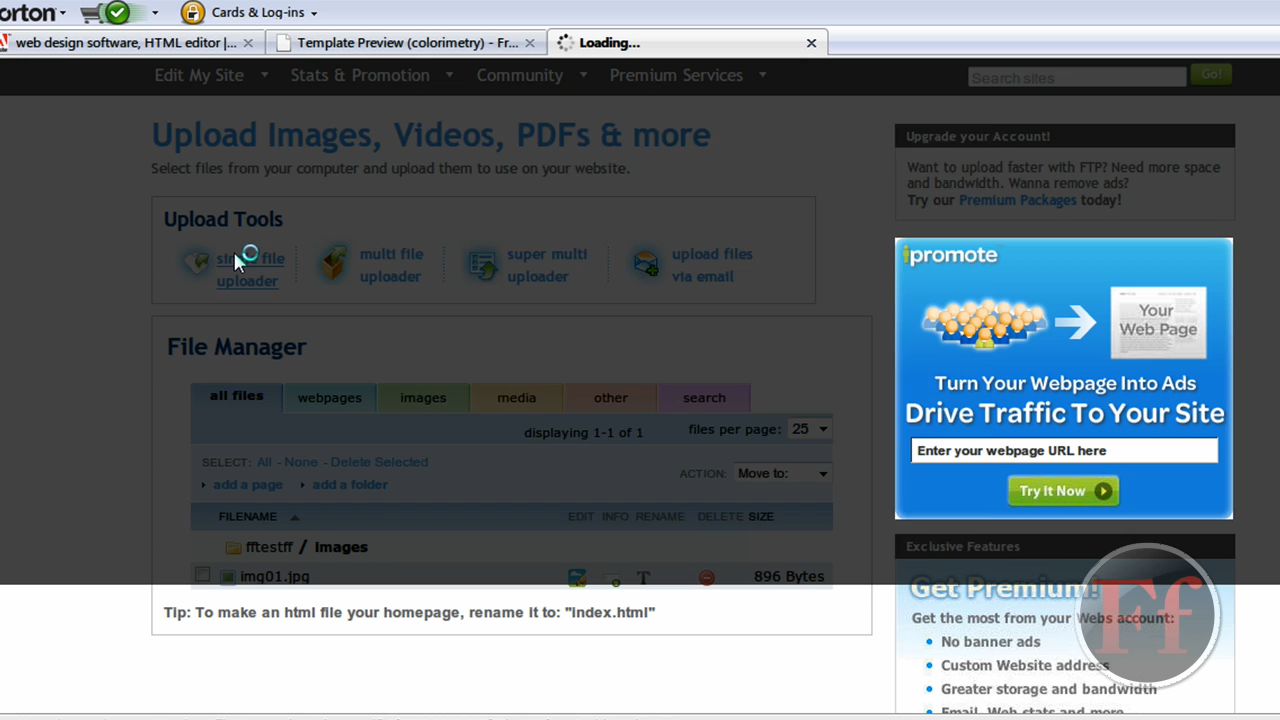 orton
Cards & Log-ins
web design software, HTML editor |...
Template Preview (colorimetry) - Fr...
Loading...
Edit My Site
Stats & Promotion
Community
Premium Services
Search sites
Go!
Upload Images, Videos, PDFs & more
Select files from your computer and upload them to use on your website.
Upload Tools
file
uploader
multi file
uploader
super multi
uploader
upload files
via email
File Manager
all files
webpages
images
media
other
search
displaying 1-1 of 1
files per page: 25
SELECT: All - None - Delete Selected
ACTION: Move to:
add a page
add a folder
FILENAME
EDIT INFO RENAME DELETE SIZE
fftestff / Images
img01.jpg
896 Bytes
Tip: To make an html file your homepage, rename it to: "index.html"
Upgrade your Account!
Want to upload faster with FTP? Need more space
and bandwidth. Wanna remove ads?
Try our Premium Packages today!
ipromote
Your
Web Page
Turn Your Webpage Into Ads
Drive Traffic To Your Site
Enter your webpage URL here
Try It Now
Exclusive Features
Get Premium!
Get the most from your Webs account:
No banner ads
Custom Website address
Greater storage and bandwidth
Email, Web stats and more
Ff